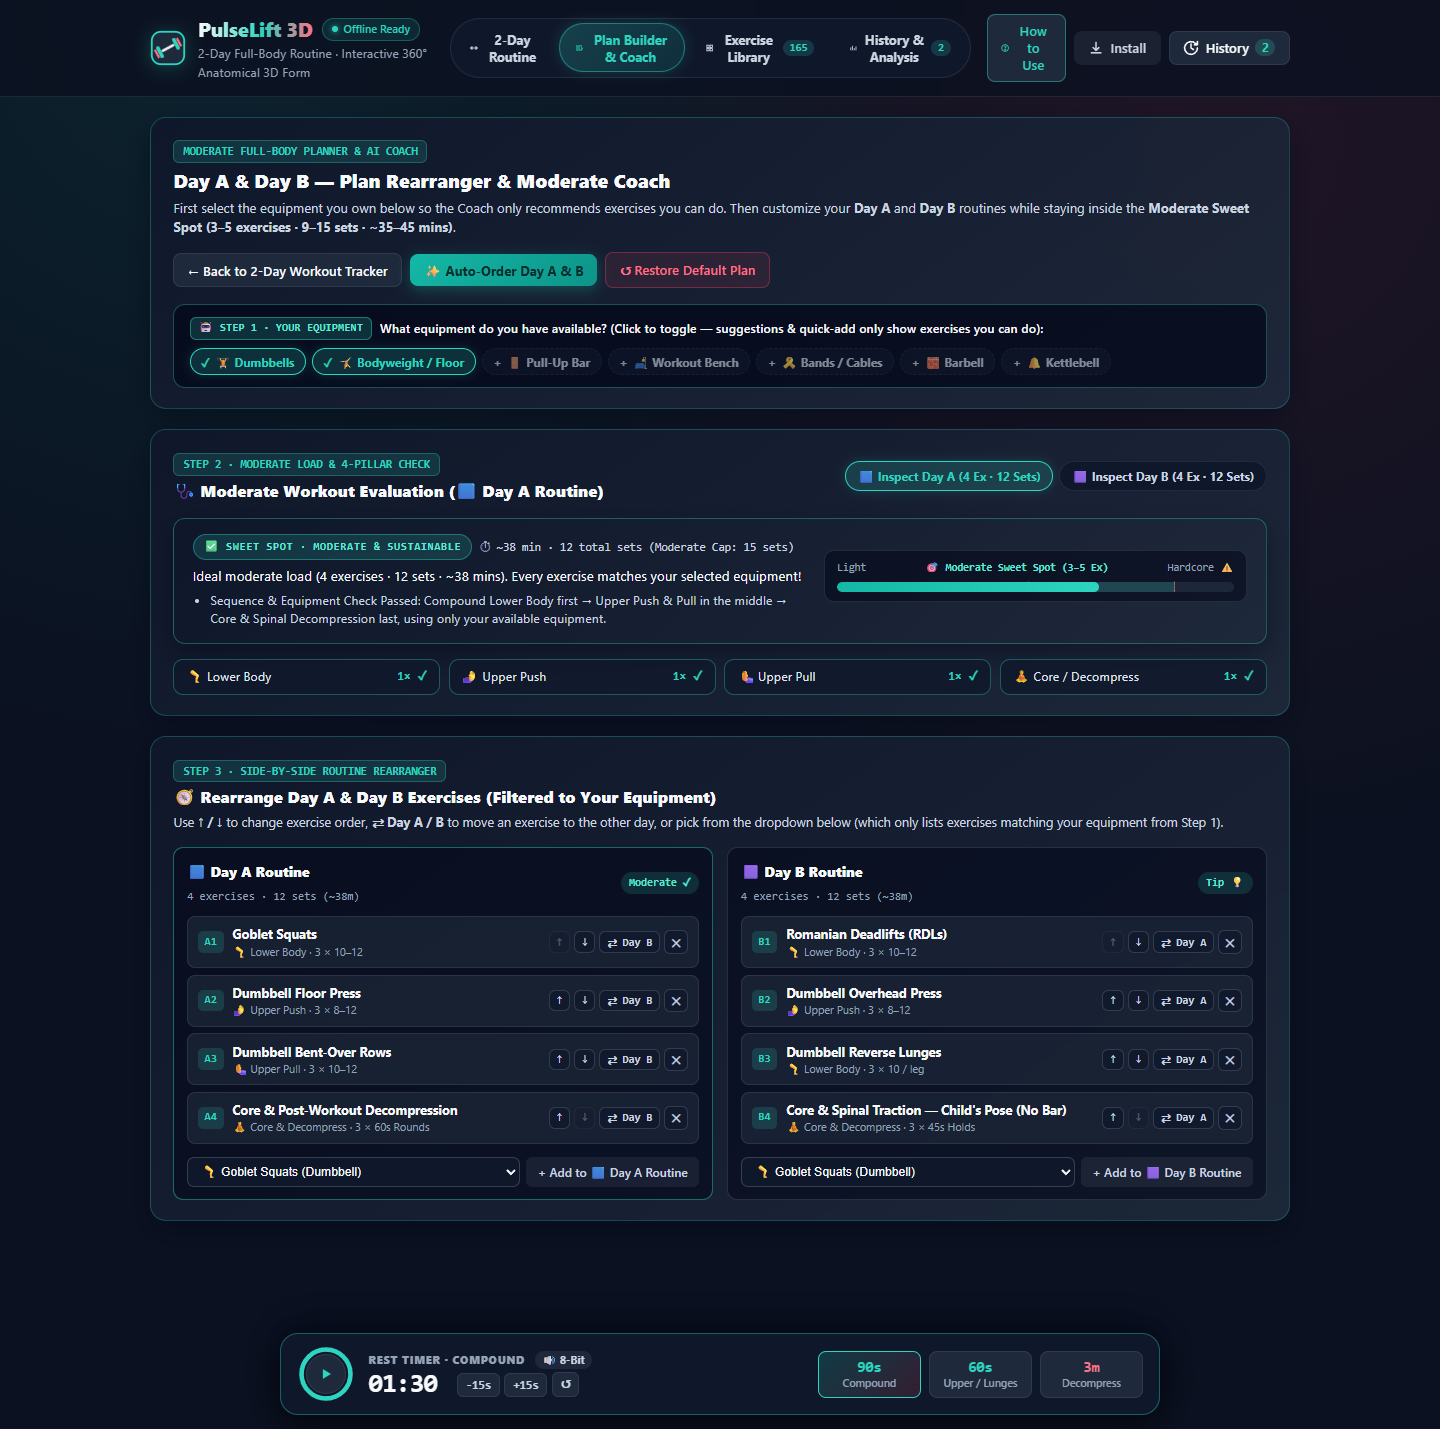 PulseLift 3D
Offline Ready
2-Day Full-Body Routine · Interactive 360°
Anatomical 3D Form
2-Day
Routine
Plan Builder
& Coach
Exercise
Library
165
History &
Analysis
2
How
to
Use
Install
History
2
MODERATE FULL-BODY PLANNER & AI COACH
Day A & Day B — Plan Rearranger & Moderate Coach
First select the equipment you own below so the Coach only recommends exercises you can do. Then customize your Day A and Day B routines while staying inside the Moderate Sweet
Spot (3–5 exercises · 9–15 sets · ~35–45 mins).
← Back to 2-Day Workout Tracker
✨ Auto-Order Day A & B
↺ Restore Default Plan
STEP 1 · YOUR EQUIPMENT
What equipment do you have available? (Click to toggle — suggestions & quick-add only show exercises you can do):
✓ Dumbbells
✓ Bodyweight / Floor
+ Pull-Up Bar
+ Workout Bench
+ Bands / Cables
+ Barbell
+ Kettlebell
STEP 2 · MODERATE LOAD & 4-PILLAR CHECK
Moderate Workout Evaluation (🟦 Day A Routine)
🟦 Inspect Day A (4 Ex · 12 Sets)
🟪 Inspect Day B (4 Ex · 12 Sets)
✅ SWEET SPOT · MODERATE & SUSTAINABLE
⏱ ~38 min · 12 total sets (Moderate Cap: 15 sets)
Ideal moderate load (4 exercises · 12 sets · ~38 mins). Every exercise matches your selected equipment!
• Sequence & Equipment Check Passed: Compound Lower Body first → Upper Push & Pull in the middle →
Core & Spinal Decompression last, using only your available equipment.
Light
🎯 Moderate Sweet Spot (3–5 Ex)
Hardcore ⚠️
Lower Body
1x ✓
Upper Push
1x ✓
Upper Pull
1x ✓
Core / Decompress
1x ✓
STEP 3 · SIDE-BY-SIDE ROUTINE REARRANGER
🧭 Rearrange Day A & Day B Exercises (Filtered to Your Equipment)
Use ↑ / ↓ to change exercise order, ⇄ Day A / B to move an exercise to the other day, or pick from the dropdown below (which only lists exercises matching your equipment from Step 1).
🟦 Day A Routine
4 exercises · 12 sets (~38m)
Moderate ✓
A1
Goblet Squats
Lower Body · 3 × 10–12
↑ ↓ ⇄ Day B ✕
A2
Dumbbell Floor Press
Upper Push · 3 × 8–12
↑ ↓ ⇄ Day B ✕
A3
Dumbbell Bent-Over Rows
Upper Pull · 3 × 10–12
↑ ↓ ⇄ Day B ✕
A4
Core & Post-Workout Decompression
Core & Decompress · 3 × 60s Rounds
↑ ↓ ⇄ Day B ✕
Goblet Squats (Dumbbell)
+ Add to 🟦 Day A Routine
🟪 Day B Routine
4 exercises · 12 sets (~38m)
Tip 💡
B1
Romanian Deadlifts (RDLs)
Lower Body · 3 × 10–12
↑ ↓ ⇄ Day A ✕
B2
Dumbbell Overhead Press
Upper Push · 3 × 8–12
↑ ↓ ⇄ Day A ✕
B3
Dumbbell Reverse Lunges
Lower Body · 3 × 10 / leg
↑ ↓ ⇄ Day A ✕
B4
Core & Spinal Traction — Child's Pose (No Bar)
Core & Decompress · 3 × 45s Holds
↑ ↓ ⇄ Day A ✕
Goblet Squats (Dumbbell)
+ Add to 🟪 Day B Routine
REST TIMER · COMPOUND
🔊 8-Bit
01:30
-15s
+15s
↺
90s
Compound
60s
Upper / Lunges
3m
Decompress